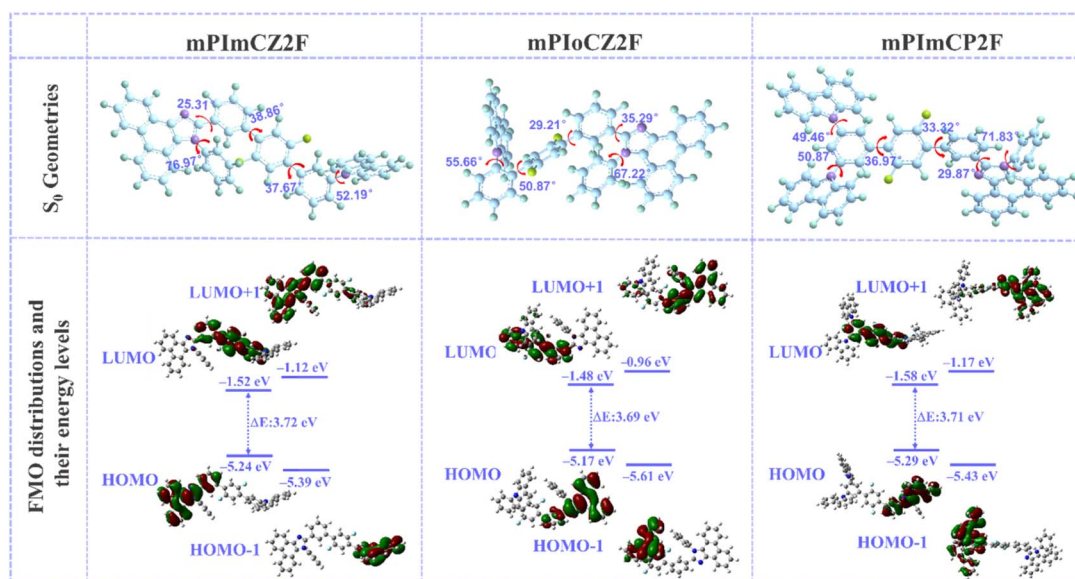 mPImCZ2F
mPIoCZ2F
mPImCP2F
S0 Geometries
25.31
38.86°
76.97°
37.67°
52.19°
55.66°
29.21°
35.29°
50.87°
67.22°
49.46°
50.87
36.97°
33.32°
71.83°
29.87°
FMO distributions and
their energy levels
LUMO+1
LUMO
−1.12 eV
−1.52 eV
ΔE:3.72 eV
−5.24 eV
HOMO
−5.39 eV
HOMO-1
LUMO+1
LUMO
−0.96 eV
−1.48 eV
ΔE:3.69 eV
−5.17 eV
HOMO
−5.61 eV
HOMO-1
LUMO+1
LUMO
−1.17 eV
−1.58 eV
ΔE:3.71 eV
−5.29 eV
HOMO
−5.43 eV
HOMO-1